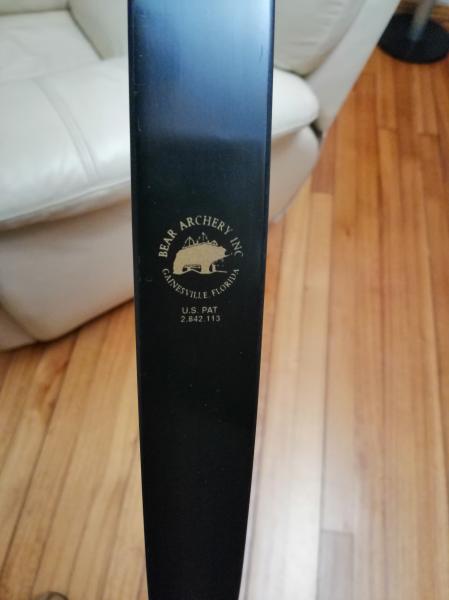 BEAR ARCHERY INC
GAINESVILLE, FLORIDA
U.S. PAT
2,842,113